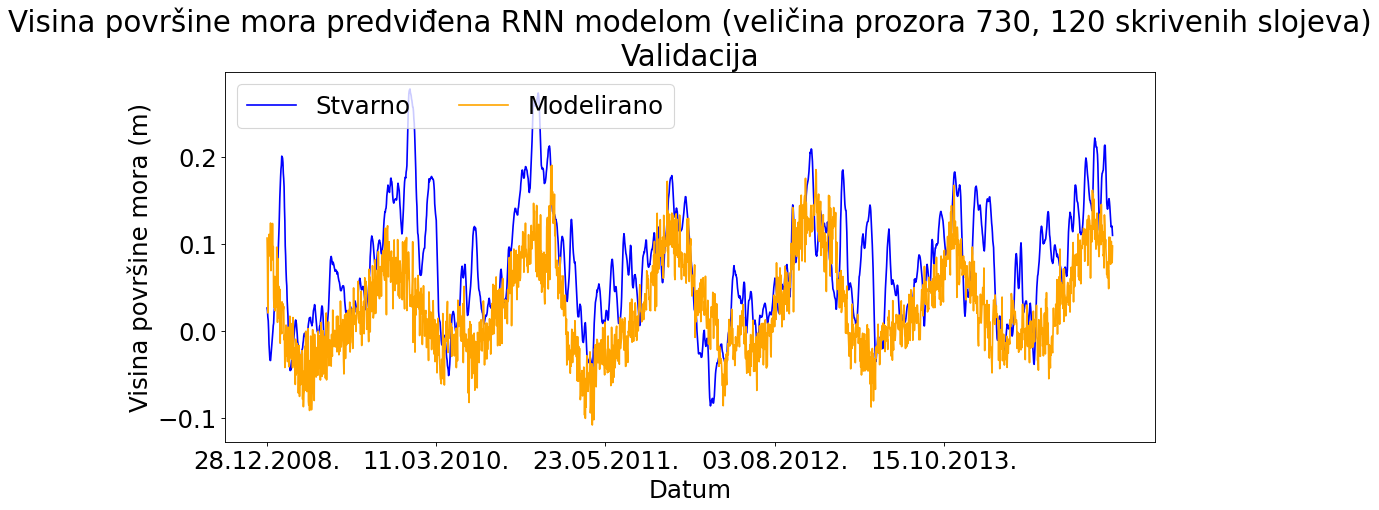 Visina površine mora predviđena RNN modelom (veličina prozora 730, 120 skrivenih slojeva)
Validacija
Stvarno Modelirano
Visina površine mora (m)
0.2
0.1
0.0
−0.1
28.12.2008. 11.03.2010. 23.05.2011. 03.08.2012. 15.10.2013.
Datum